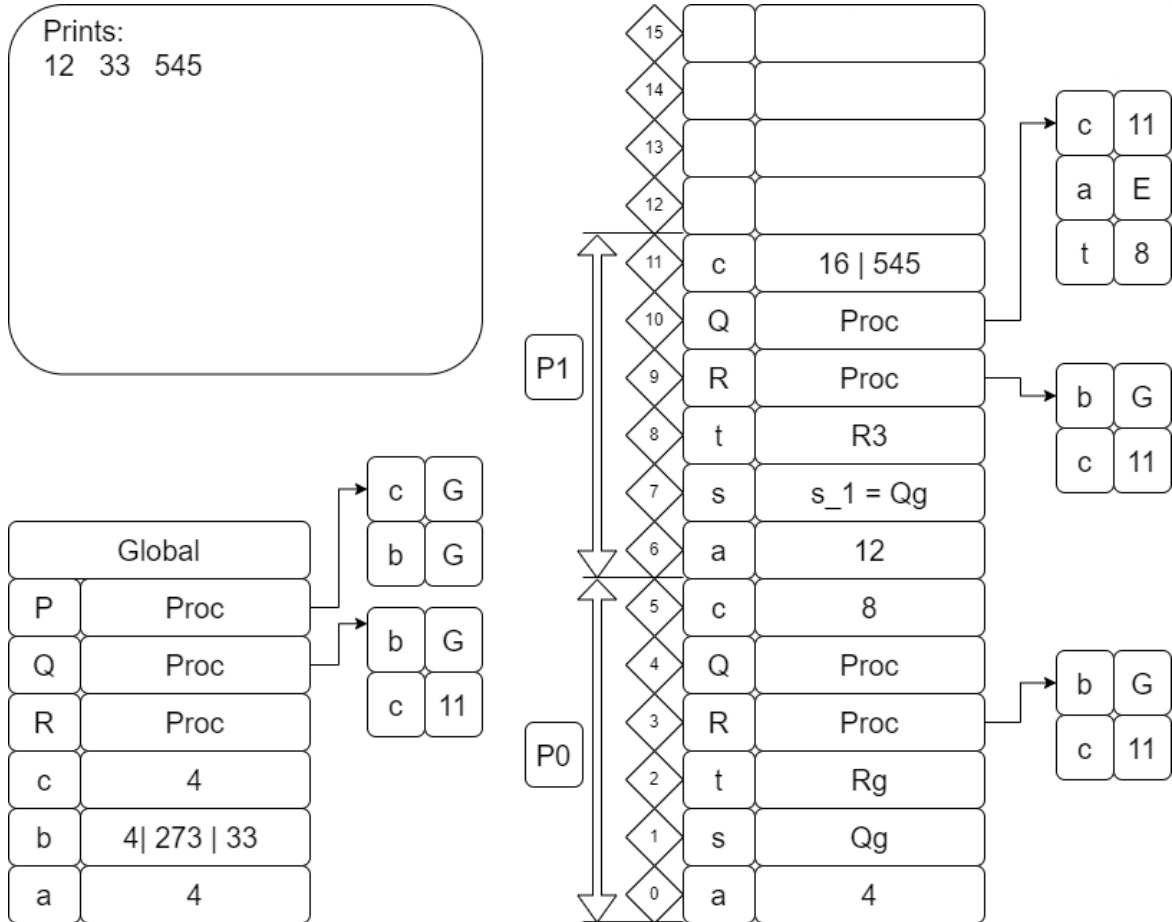 Prints:
12 33 545
Global
P Proc
Q Proc
R Proc
c 4
b 4| 273 | 33
a 4
c G
b G
b G
c 11
P1
P0
15
14
13
12
11 c 16 | 545
10 Q Proc
9 R Proc
8 t R3
7 s s_1 = Qg
6 a 12
5 c 8
4 Q Proc
3 R Proc
2 t Rg
1 s Qg
0 a 4
c 11
a E
t 8
b G
c 11
b G
c 11